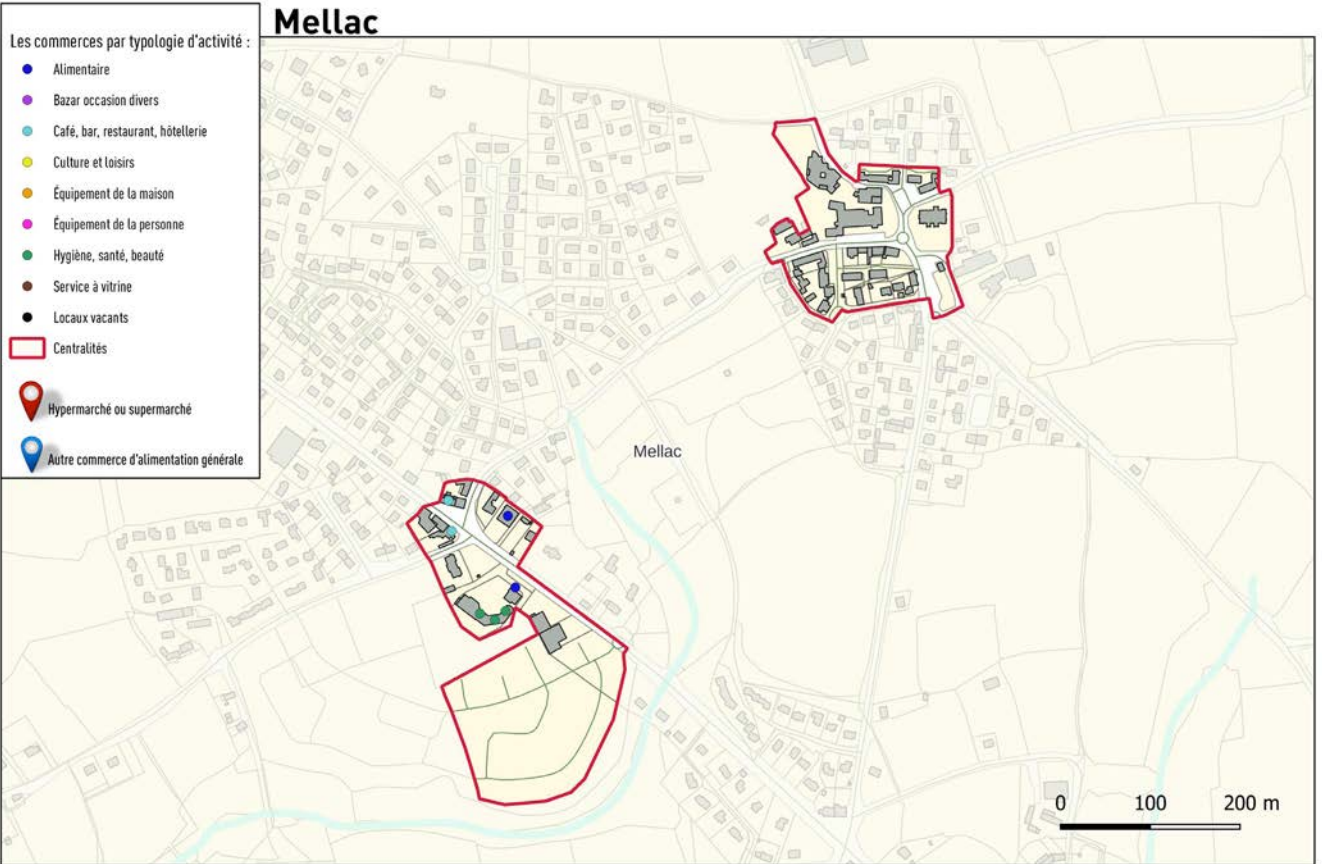 Mellac
Les commerces par typologie d'activité :
Alimentaire
Bazar occasion divers
Café, bar, restaurant, hôtellerie
Culture et loisirs
Équipement de la maison
Équipement de la personne
Hygiène, santé, beauté
Service à vitrine
Locaux vacants
Centralités
Hypermarché ou supermarché
Autre commerce d'alimentation générale
Mellac
0 100 200 m